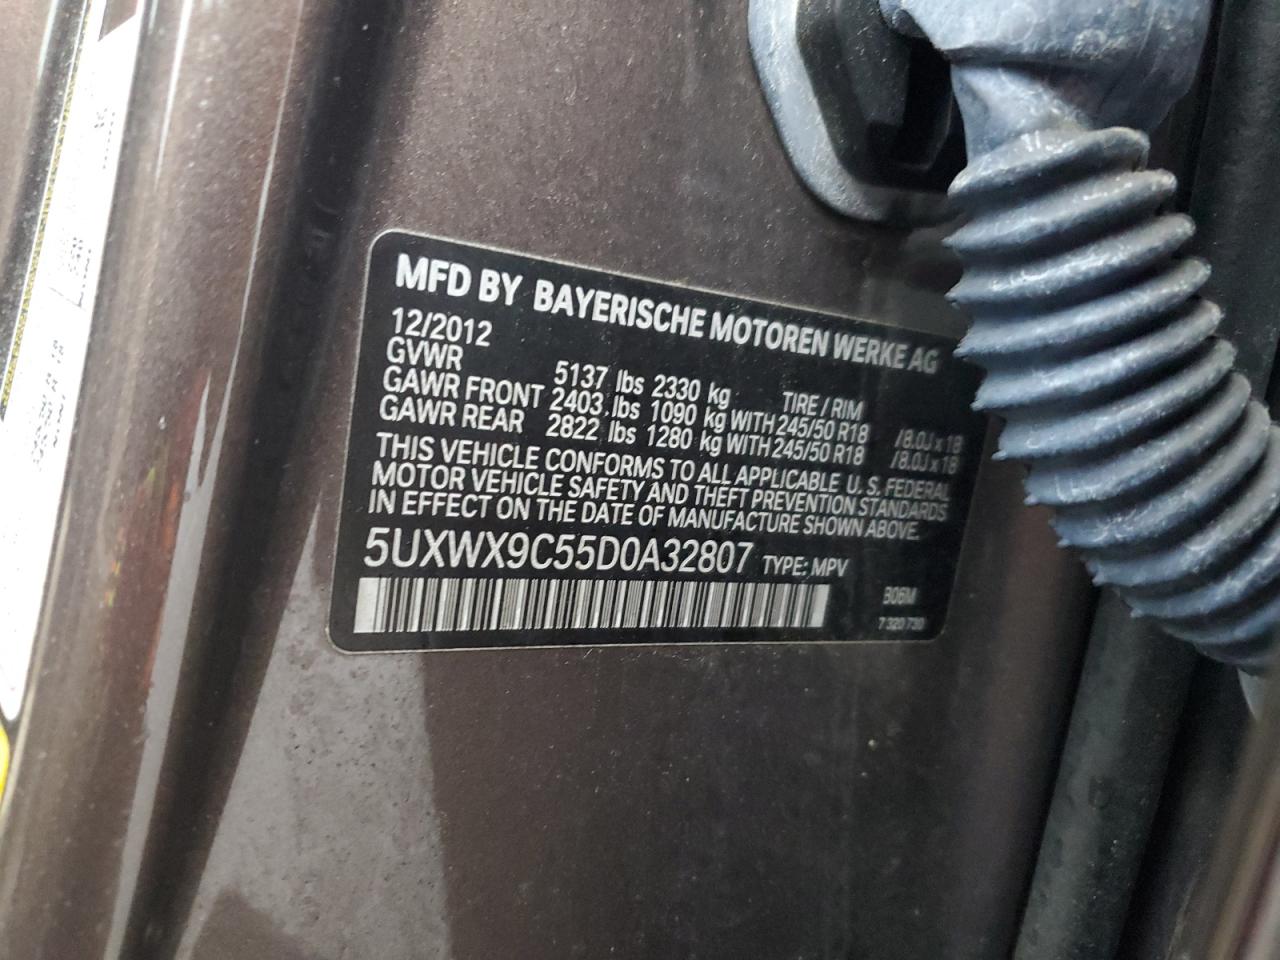 MFD BY BAYERISCHE MOTOREN WERKE AG
12/2012
GVWR 5137 lbs 2330 kg TIRE / RIM
GAWR FRONT 2403 lbs 1090 kg WITH 245/50 R18 / 8.0J x 18
GAWR REAR 2822 lbs 1280 kg WITH 245/50 R18 / 8.0J x 18
THIS VEHICLE CONFORMS TO ALL APPLICABLE U.S. FEDERAL
MOTOR VEHICLE SAFETY AND THEFT PREVENTION STANDARDS
IN EFFECT ON THE DATE OF MANUFACTURE SHOWN ABOVE.
5UXWX9C55D0A32807 TYPE: MPV
B06M
7 320 730